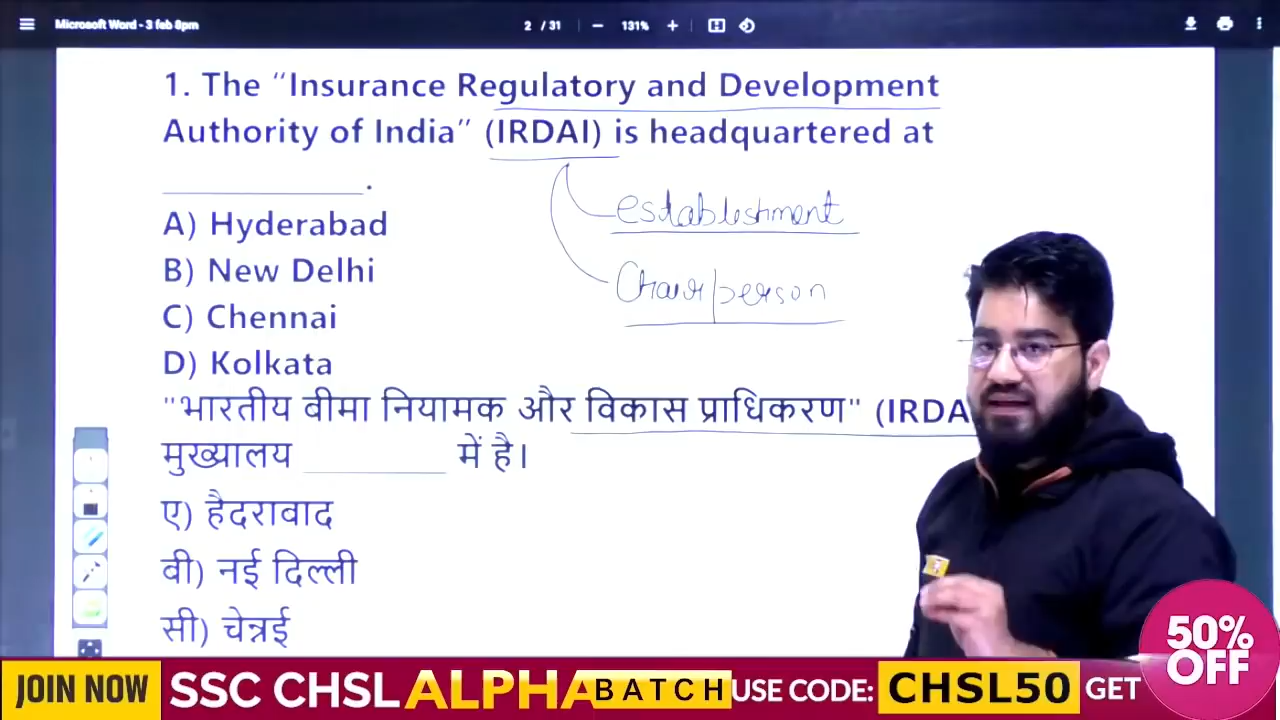 Microsoft Word - 3 feb 8pm
2 / 31
131%
1. The “Insurance Regulatory and Development
Authority of India” (IRDAI) is headquartered at
____________.
establishment
Chairperson
A) Hyderabad
B) New Delhi
C) Chennai
D) Kolkata
"भारतीय बीमा नियामक और विकास प्राधिकरण" (IRDA
मुख्यालय ________ में है।
ए) हैदराबाद
बी) नई दिल्ली
सी) चेन्नई
50%
OFF
JOIN NOW SSC CHSL ALPHA BATCH USE CODE: CHSL50 GET